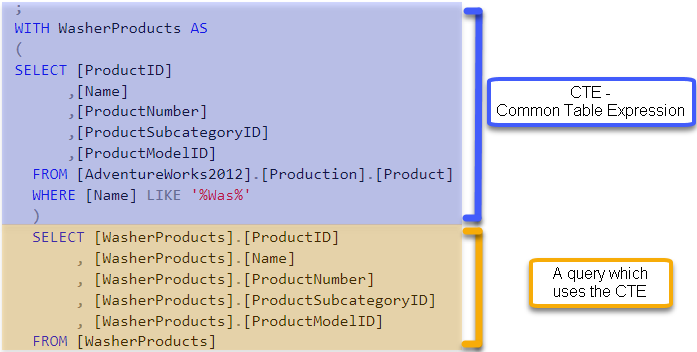 ;
WITH WasherProducts AS
(
SELECT [ProductID]
,[Name]
,[ProductNumber]
,[ProductSubcategoryID]
,[ProductModelID]
FROM [AdventureWorks2012].[Production].[Product]
WHERE [Name] LIKE '%Was%'
)
SELECT [WasherProducts].[ProductID]
, [WasherProducts].[Name]
, [WasherProducts].[ProductNumber]
, [WasherProducts].[ProductSubcategoryID]
, [WasherProducts].[ProductModelID]
FROM [WasherProducts]
CTE -
Common Table Expression
A query which
uses the CTE